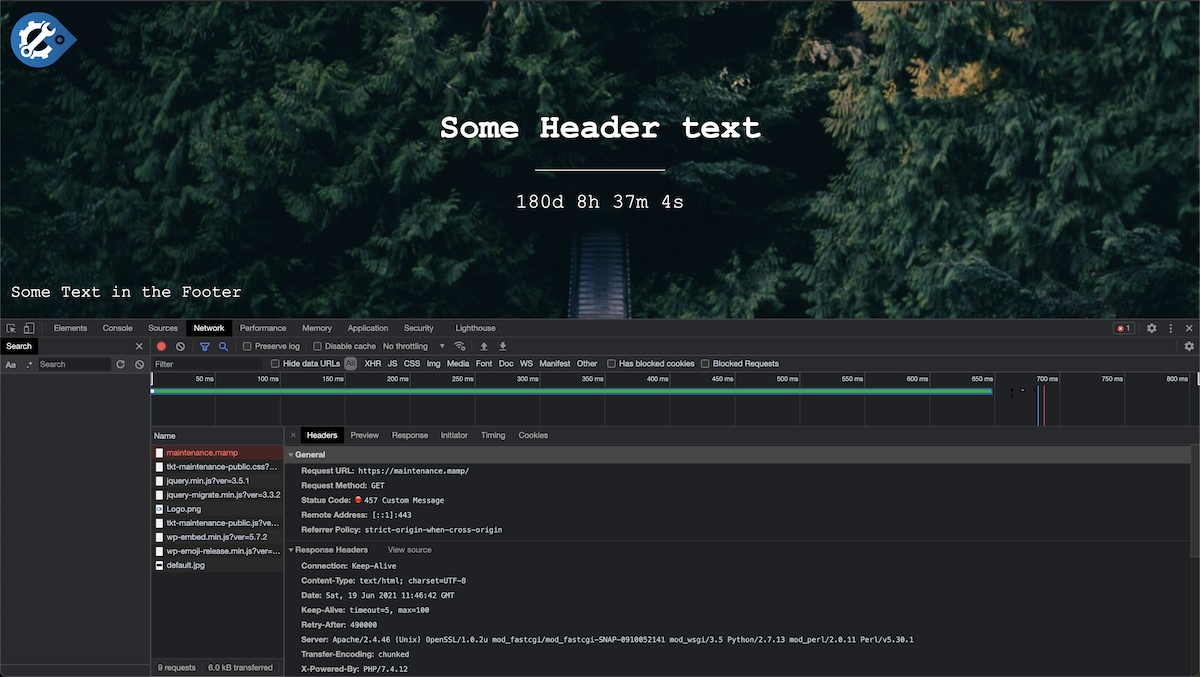 Some Header text
180d 8h 37m 4s
Some Text in the Footer
Elements Console Sources Network Performance Memory Application Security Lighthouse 1
Search Preserve log Disable cache No throttling
Aa .* Search Filter Hide data URLs All XHR JS CSS Img Media Font Doc WS Manifest Other Has blocked cookies Blocked Requests
50 ms 100 ms 150 ms 200 ms 250 ms 300 ms 350 ms 400 ms 450 ms 500 ms 550 ms 600 ms 650 ms 700 ms 750 ms 800 ms
Name
maintenance.mamp
tkt-maintenance-public.css?...
jquery.min.js?ver=3.5.1
jquery-migrate.min.js?ver=3.3.2
Logo.png
tkt-maintenance-public.js?ve...
wp-embed.min.js?ver=5.7.2
wp-emoji-release.min.js?ver=...
default.jpg
9 requests 6.0 kB transferred
Headers Preview Response Initiator Timing Cookies
General
Request URL: https://maintenance.mamp/
Request Method: GET
Status Code: 457 Custom Message
Remote Address: [::1]:443
Referrer Policy: strict-origin-when-cross-origin
Response Headers View source
Connection: Keep-Alive
Content-Type: text/html; charset=UTF-8
Date: Sat, 19 Jun 2021 11:46:42 GMT
Keep-Alive: timeout=5, max=100
Retry-After: 490000
Server: Apache/2.4.46 (Unix) OpenSSL/1.0.2u mod_fastcgi/mod_fastcgi-SNAP-0910052141 mod_wsgi/3.5 Python/2.7.13 mod_perl/2.0.11 Perl/v5.30.1
Transfer-Encoding: chunked
X-Powered-By: PHP/7.4.12